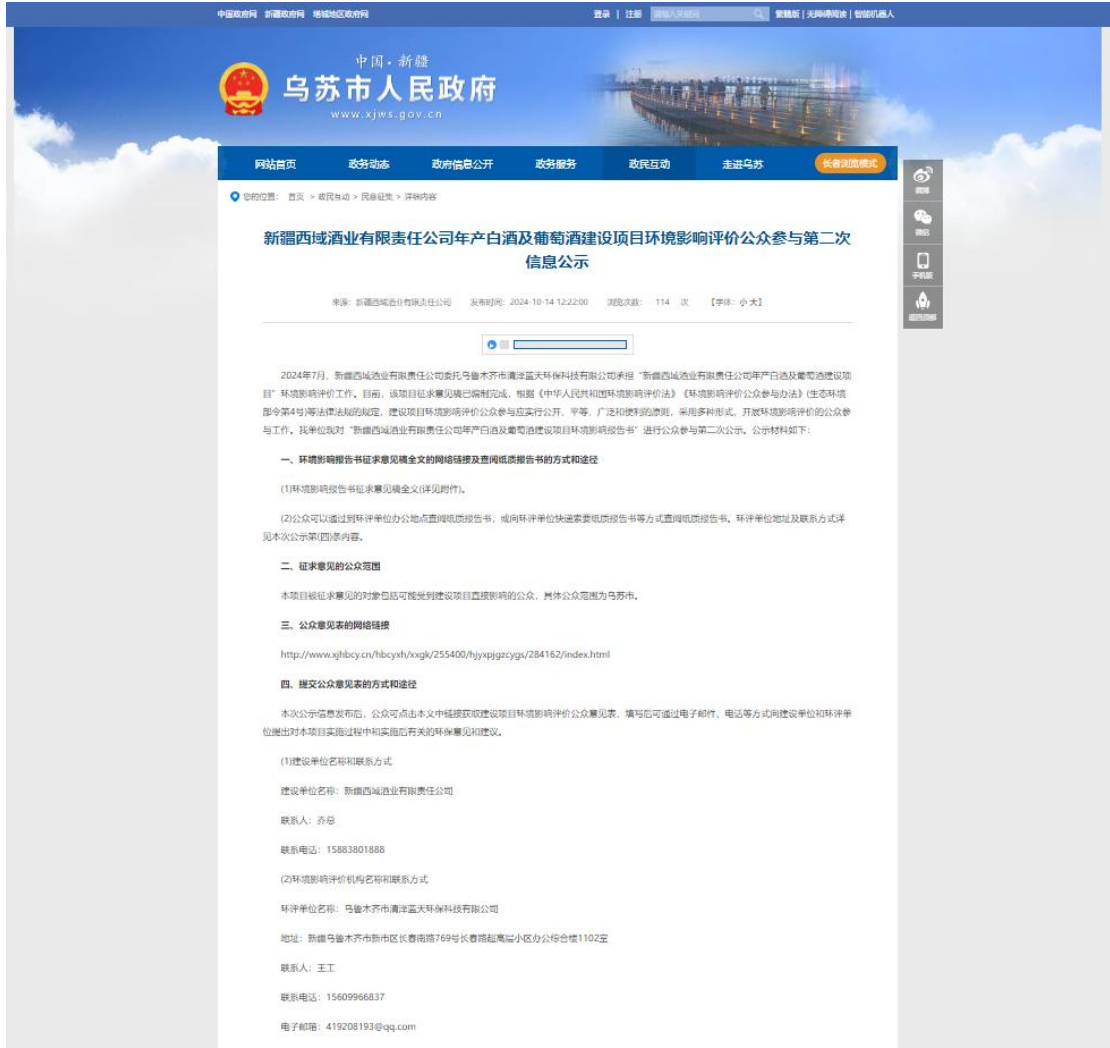 中国政府网 新疆政府网 塔城地区政府网
登录 | 注册 请输入关键词 繁體版 | 无障碍阅读 | 智能机器人
中国·新疆
乌苏市人民政府
www.xjws.gov.cn
网站首页 政务动态 政府信息公开 政务服务 政民互动 走进乌苏 长者浏览模式
您的位置: 首页 > 政民互动 > 民意征集 > 详细内容
微博
微信
手机版
返回顶部
新疆西域酒业有限责任公司年产白酒及葡萄酒建设项目环境影响评价公众参与第二次
信息公示
来源: 新疆西域酒业有限责任公司 发布时间: 2024-10-14 12:22:00 浏览次数: 114 次 【字体: 小 大】
2024年7月，新疆西域酒业有限责任公司委托乌鲁木齐市清泽蓝天环保科技有限公司承担“新疆西域酒业有限责任公司年产白酒及葡萄酒建设项
目”环境影响评价工作。目前，该项目征求意见稿已编制完成，根据《中华人民共和国环境影响评价法》《环境影响评价公众参与办法》(生态环境
部令第4号)等法律法规的规定，建设项目环境影响评价公众参与应实行公开、平等、广泛和便利的原则，采用多种形式，开展环境影响评价的公众参
与工作。我单位现对“新疆西域酒业有限责任公司年产白酒及葡萄酒建设项目环境影响报告书”进行公众参与第二次公示。公示材料如下：
一、环境影响报告书征求意见稿全文的网络链接及查阅纸质报告书的方式和途径
(1)环境影响报告书征求意见稿全文(详见附件)。
(2)公众可以通过到环评单位办公地点查阅纸质报告书，或向环评单位快递索要纸质报告书等方式查阅纸质报告书。环评单位地址及联系方式详
见本次公示第(四)条内容。
二、征求意见的公众范围
本项目被征求意见的对象包括可能受到建设项目直接影响的公众，具体公众范围为乌苏市。
三、公众意见表的网络链接
http://www.xjhbcy.cn/hbcyxh/xxgk/255400/hjyxpjgzcygs/284162/index.html
四、提交公众意见表的方式和途径
本次公示信息发布后，公众可点击本文中链接获取建设项目环境影响评价公众意见表，填写后可通过电子邮件、电话等方式向建设单位和环评单
位提出对本项目实施过程中和实施后有关的环保意见和建议。
(1)建设单位名称和联系方式
建设单位名称：新疆西域酒业有限责任公司
联系人：乔总
联系电话：15883801888
(2)环境影响评价机构名称和联系方式
环评单位名称：乌鲁木齐市清泽蓝天环保科技有限公司
地址：新疆乌鲁木齐市新市区长春南路769号长春路超高层小区办公综合楼1102室
联系人：王工
联系电话：15609966837
电子邮箱：419208193@qq.com